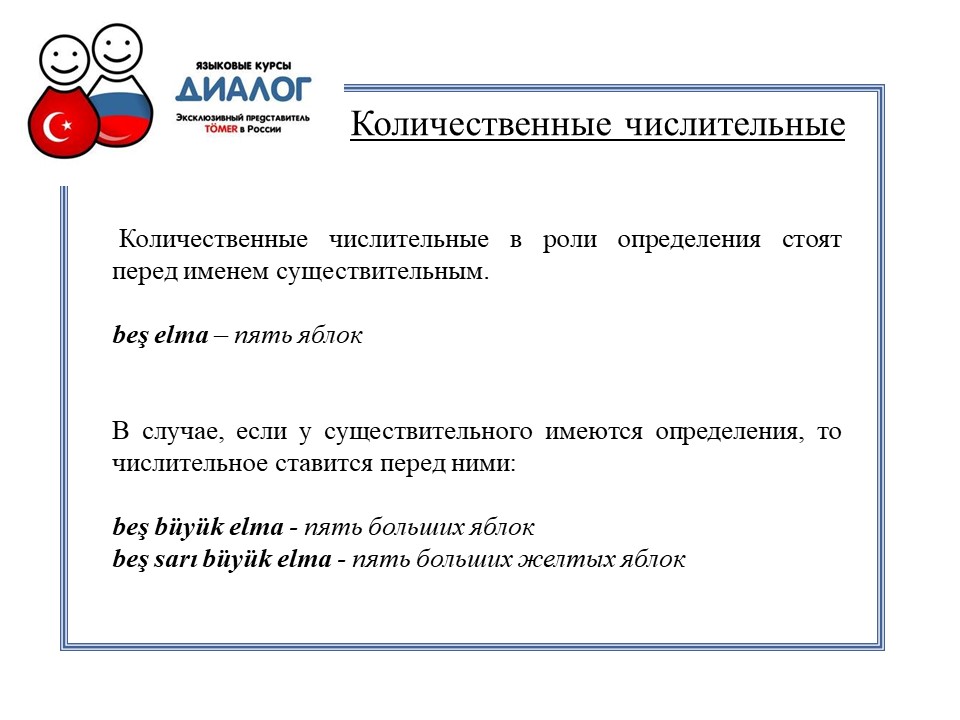 ЯЗЫКОВЫЕ КУРСЫ
ДИАЛОГ
Эксклюзивный представитель
TÖMER в России
Количественные числительные
Количественные числительные в роли определения стоят
перед именем существительным.
beş elma – пять яблок
В случае, если у существительного имеются определения, то
числительное ставится перед ними:
beş büyük elma - пять больших яблок
beş sarı büyük elma - пять больших желтых яблок